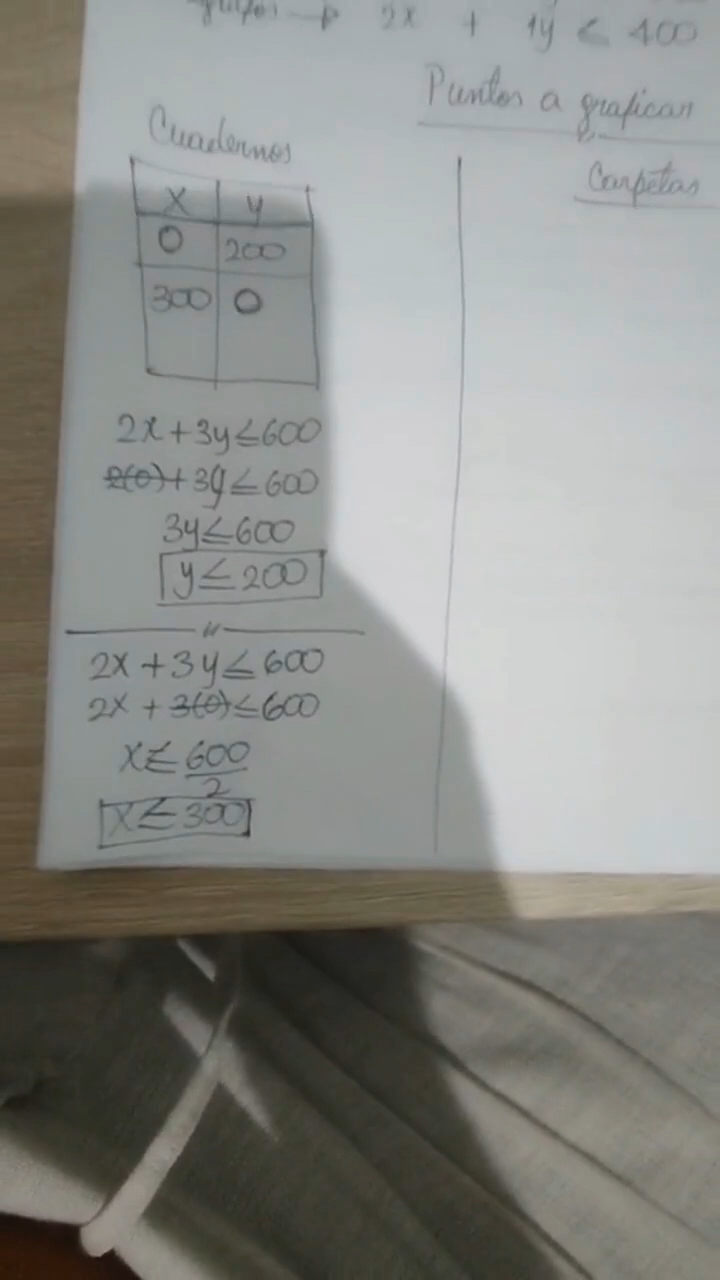 2x + 1y ≤ 400
Puntos a graficar
Cuadernos
x y
0 200
300 0
2x+3y≤600
2(0)+3y≤600
3y≤600
y≤200
"
2x+3y≤600
2x+3(0)≤600
x≤600/2
x≤300
Carpetas